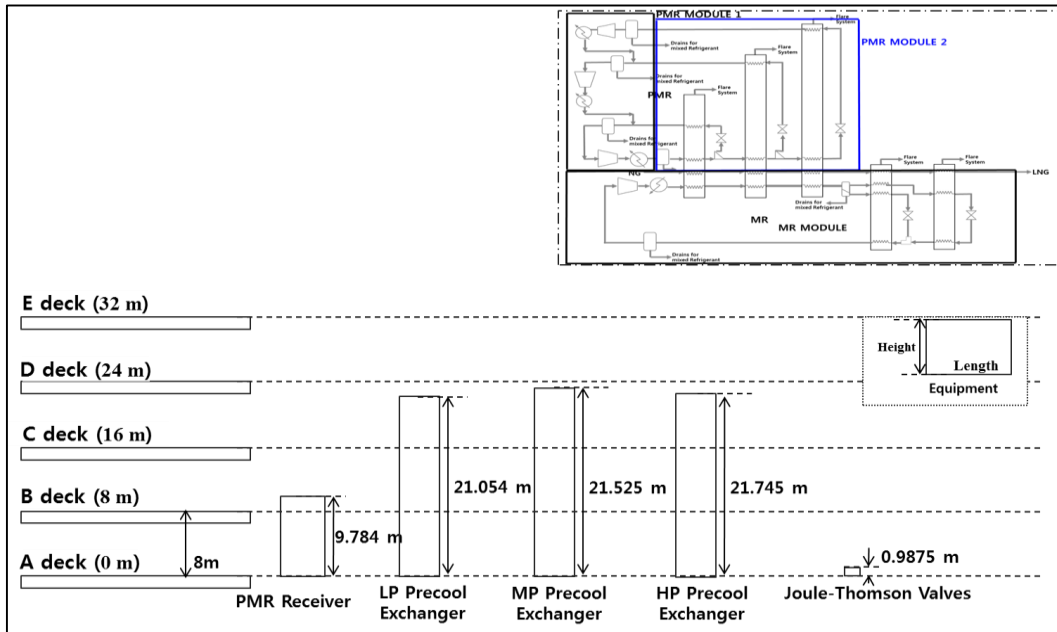 PMR MODULE 1
Flare
System
Drains for
mixed Refrigerant
PMR MODULE 2
Flare
System
Drains for
mixed Refrigerant
PMR
Flare
System
Drains for
mixed Refrigerant
NG
Flare
System
Flare
System
LNG
Drains for
mixed Refrigerant
MR
MR MODULE
Drains for
mixed Refrigerant
E deck (32 m)
Height
Length
Equipment
D deck (24 m)
C deck (16 m)
21.054 m
21.525 m
21.745 m
B deck (8 m)
9.784 m
8m
0.9875 m
A deck (0 m)
PMR Receiver
LP Precool
Exchanger
MP Precool
Exchanger
HP Precool
Exchanger
Joule-Thomson Valves